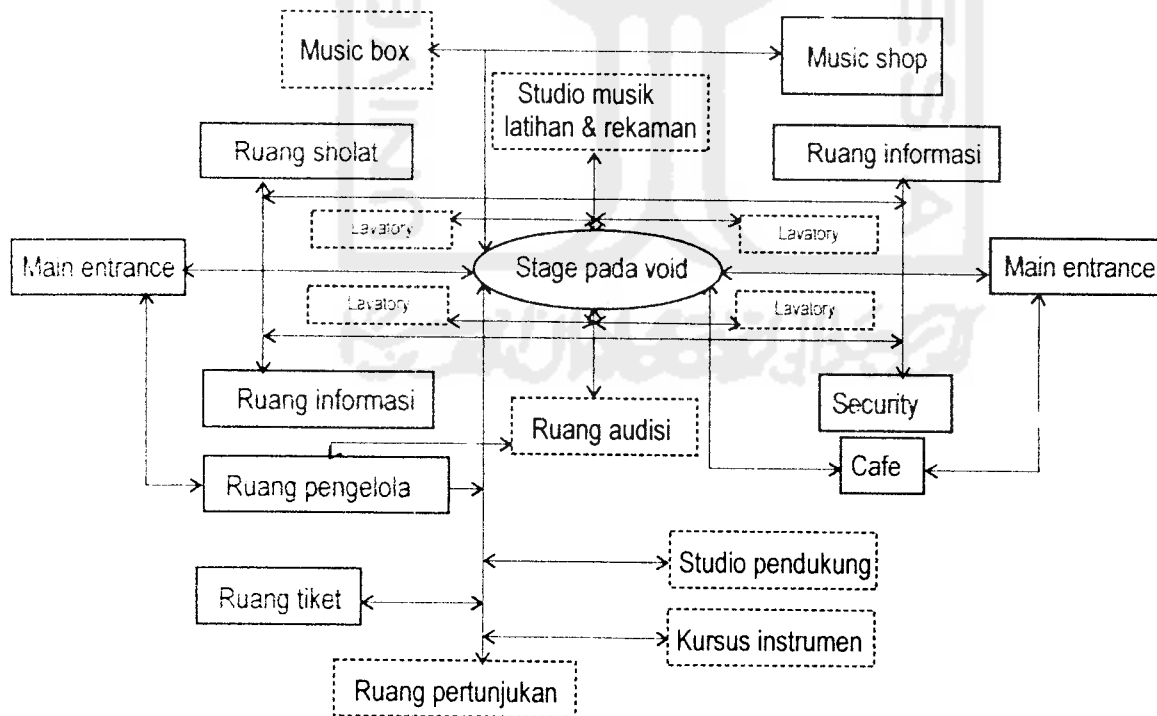 Music box
Music shop
Studio musik
latihan & rekaman
Ruang sholat
Ruang informasi
Lavatory
Lavatory
Main entrance
Stage pada void
Main entrance
Lavatory
Lavatory
Ruang informasi
Security
Ruang audisi
Cafe
Ruang pengelola
Studio pendukung
Ruang tiket
Kursus instrumen
Ruang pertunjukan